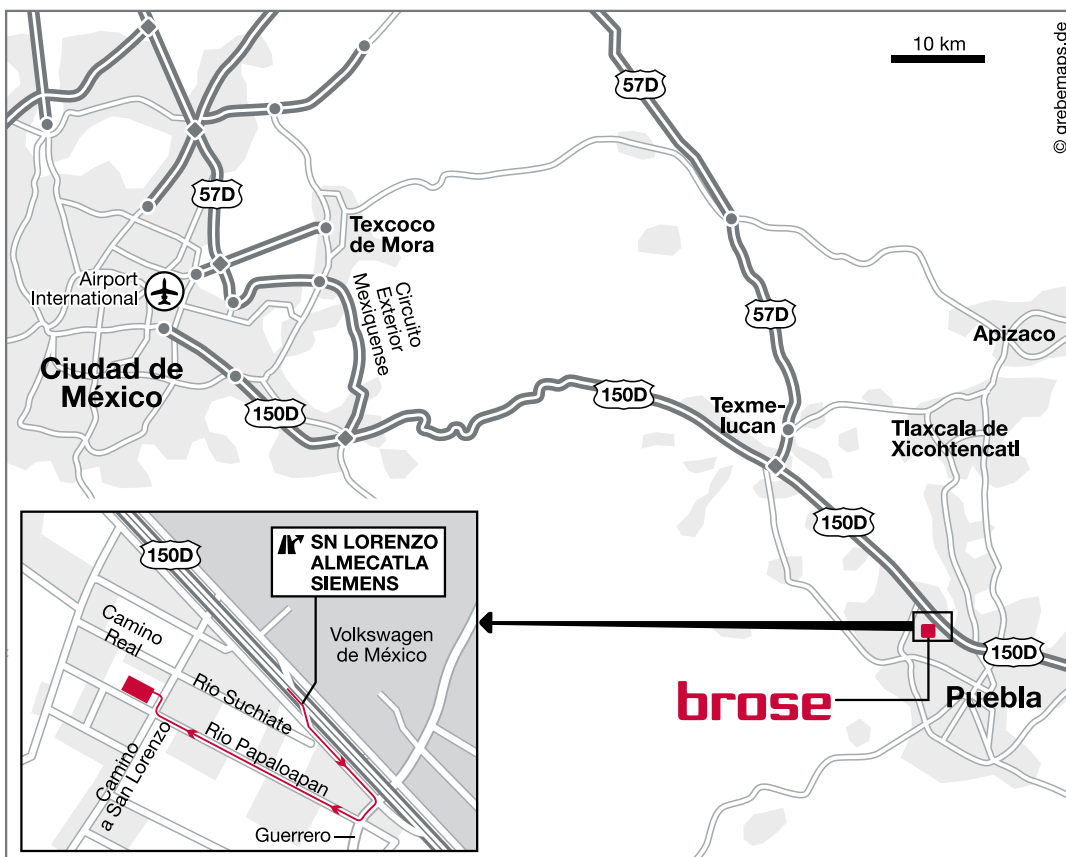 10 km
© grebemaps.de
57D
57D
Texcoco
de Mora
Airport
International
Circuito
Exterior
Mexiquense
57D
Apizaco
Ciudad de
México
150D
150D
Texme-
lucan
Tlaxcala de
Xicohtencatl
150D
150D
brose
Puebla
150D
SN LORENZO
ALMECATLA
SIEMENS
Camino
Real
Volkswagen
de México
Rio Suchiate
Rio Papaloapan
Camino
a San Lorenzo
Guerrero